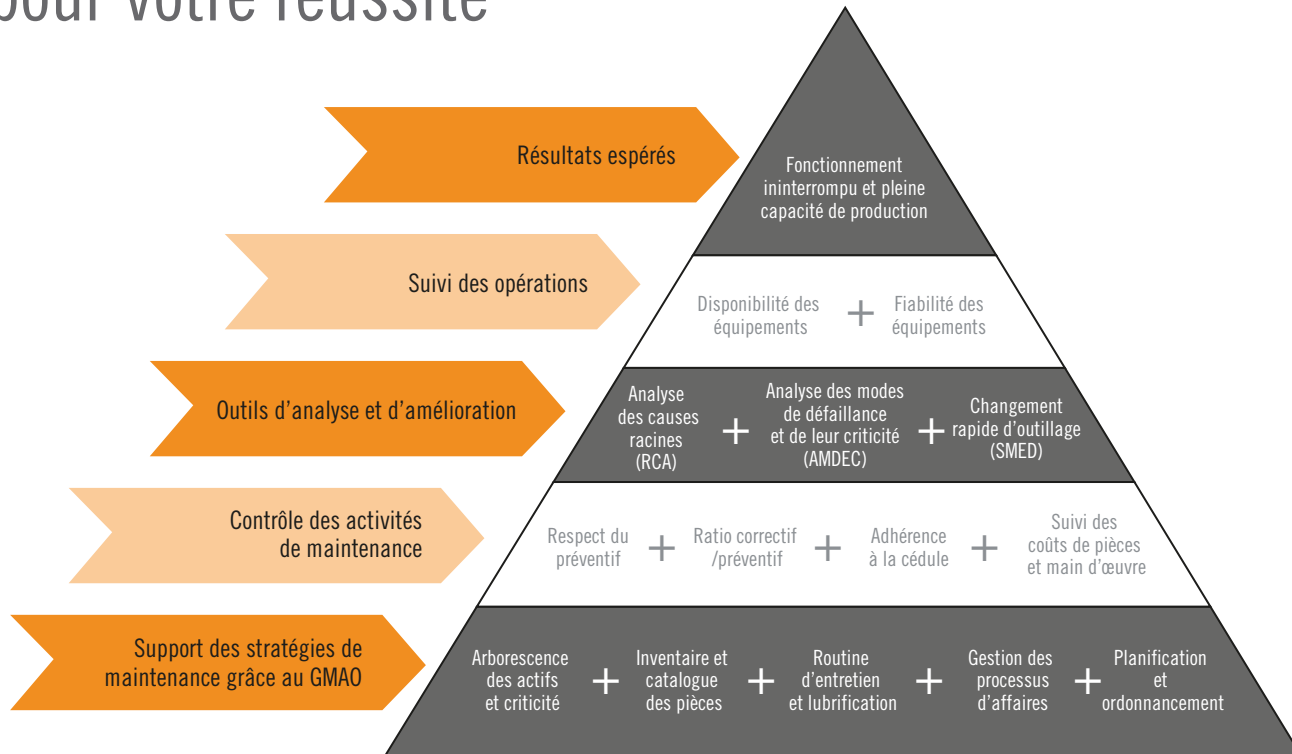 pour votre réussite
Résultats espérés
Fonctionnement
ininterrompu et pleine
capacité de production
Suivi des opérations
Disponibilité des
équipements
+
Fiabilité des
équipements
Outils d’analyse et d’amélioration
Analyse
des causes
racines
(RCA)
+
Analyse des modes
de défaillance
et de leur criticité
(AMDEC)
+
Changement
rapide d’outillage
(SMED)
Contrôle des activités
de maintenance
Respect du
préventif
+
Ratio correctif
/préventif
+
Adhérence
à la cédule
+
Suivi des
coûts de pièces
et main d’œuvre
Support des stratégies de
maintenance grâce au GMAO
Arborescence
des actifs
et criticité
+
Inventaire et
catalogue
des pièces
+
Routine
d’entretien
et lubrification
+
Gestion des
processus
d’affaires
+
Planification
et
ordonnancement